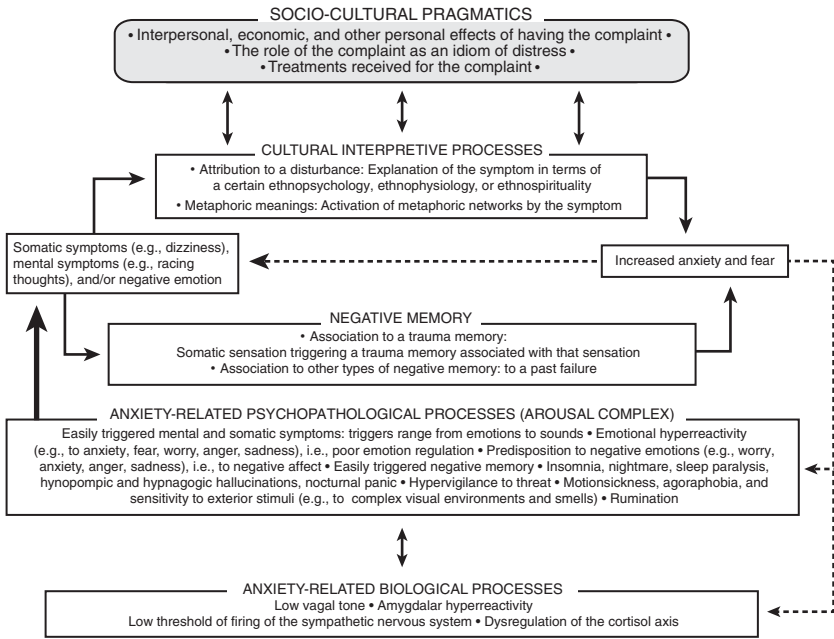 SOCIO-CULTURAL PRAGMATICS
• Interpersonal, economic, and other personal effects of having the complaint •
• The role of the complaint as an idiom of distress •
• Treatments received for the complaint •
CULTURAL INTERPRETIVE PROCESSES
• Attribution to a disturbance: Explanation of the symptom in terms of
a certain ethnopsychology, ethnophysiology, or ethnospirituality
• Metaphoric meanings: Activation of metaphoric networks by the symptom
Somatic symptoms (e.g., dizziness),
mental symptoms (e.g., racing
thoughts), and/or negative emotion
Increased anxiety and fear
NEGATIVE MEMORY
• Association to a trauma memory:
Somatic sensation triggering a trauma memory associated with that sensation
• Association to other types of negative memory: to a past failure
ANXIETY-RELATED PSYCHOPATHOLOGICAL PROCESSES (AROUSAL COMPLEX)
Easily triggered mental and somatic symptoms: triggers range from emotions to sounds • Emotional hyperreactivity
(e.g., to anxiety, fear, worry, anger, sadness), i.e., poor emotion regulation • Predisposition to negative emotions (e.g., worry,
anxiety, anger, sadness), i.e., to negative affect • Easily triggered negative memory • Insomnia, nightmare, sleep paralysis,
hynopompic and hypnagogic hallucinations, nocturnal panic • Hypervigilance to threat • Motionsickness, agoraphobia, and
sensitivity to exterior stimuli (e.g., to complex visual environments and smells) • Rumination
ANXIETY-RELATED BIOLOGICAL PROCESSES
Low vagal tone • Amygdalar hyperreactivity
Low threshold of firing of the sympathetic nervous system • Dysregulation of the cortisol axis